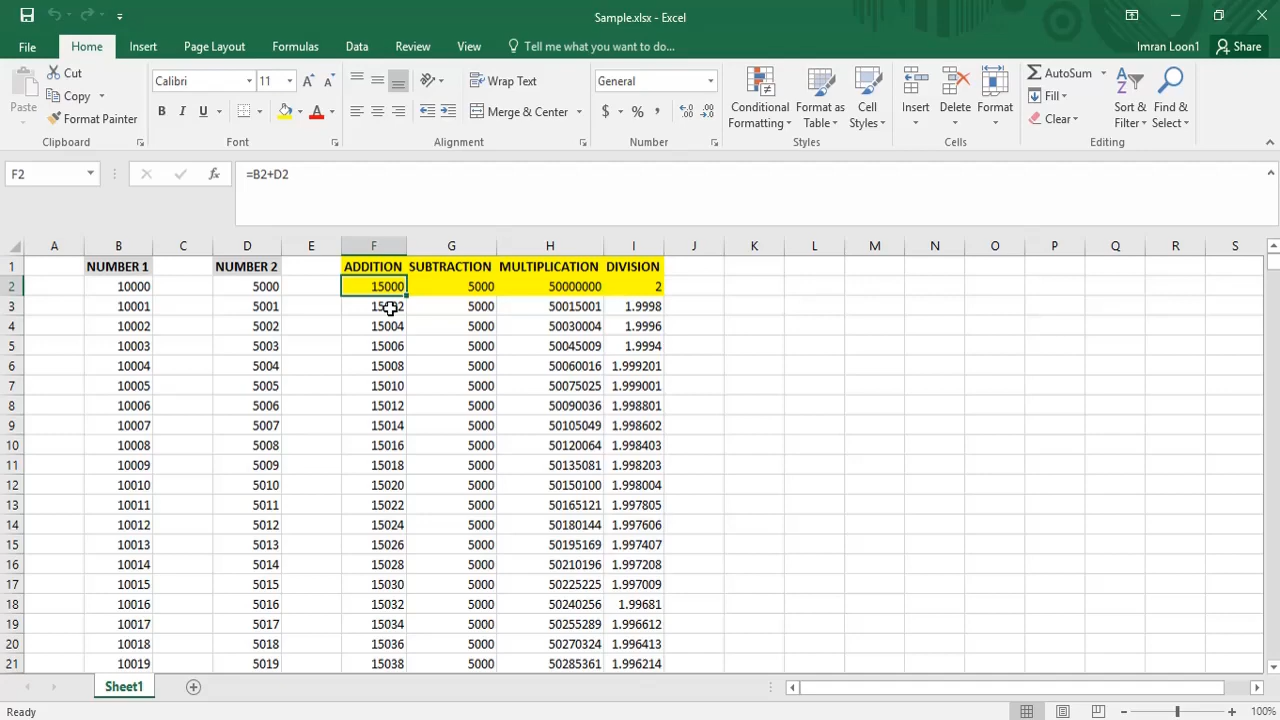 Sample.xlsx - Excel
File Home Insert Page Layout Formulas Data Review View Tell me what you want to do... Imran Loon1 Share
Paste
Cut
Copy
Format Painter
Clipboard
Calibri 11
B I U A
Font
Wrap Text
Merge & Center
Alignment
General
$ % ,
Number
Conditional Formatting
Format as Table
Cell Styles
Styles
Insert Delete Format
Cells
AutoSum
Fill
Clear
Sort & Filter
Find & Select
Editing
F2 fx =B2+D2
A B C D E F G H I J K L M N O P Q R S
1 NUMBER 1 NUMBER 2 ADDITION SUBTRACTION MULTIPLICATION DIVISION
2 10000 5000 15000 5000 50000000 2
3 10001 5001 5000 50015001 1.9998
4 10002 5002 15004 5000 50030004 1.9996
5 10003 5003 15006 5000 50045009 1.9994
6 10004 5004 15008 5000 50060016 1.999201
7 10005 5005 15010 5000 50075025 1.999001
8 10006 5006 15012 5000 50090036 1.998801
9 10007 5007 15014 5000 50105049 1.998602
10 10008 5008 15016 5000 50120064 1.998403
11 10009 5009 15018 5000 50135081 1.998203
12 10010 5010 15020 5000 50150100 1.998004
13 10011 5011 15022 5000 50165121 1.997805
14 10012 5012 15024 5000 50180144 1.997606
15 10013 5013 15026 5000 50195169 1.997407
16 10014 5014 15028 5000 50210196 1.997208
17 10015 5015 15030 5000 50225225 1.997009
18 10016 5016 15032 5000 50240256 1.99681
19 10017 5017 15034 5000 50255289 1.996612
20 10018 5018 15036 5000 50270324 1.996413
21 10019 5019 15038 5000 50285361 1.996214
Sheet1
Ready 100%